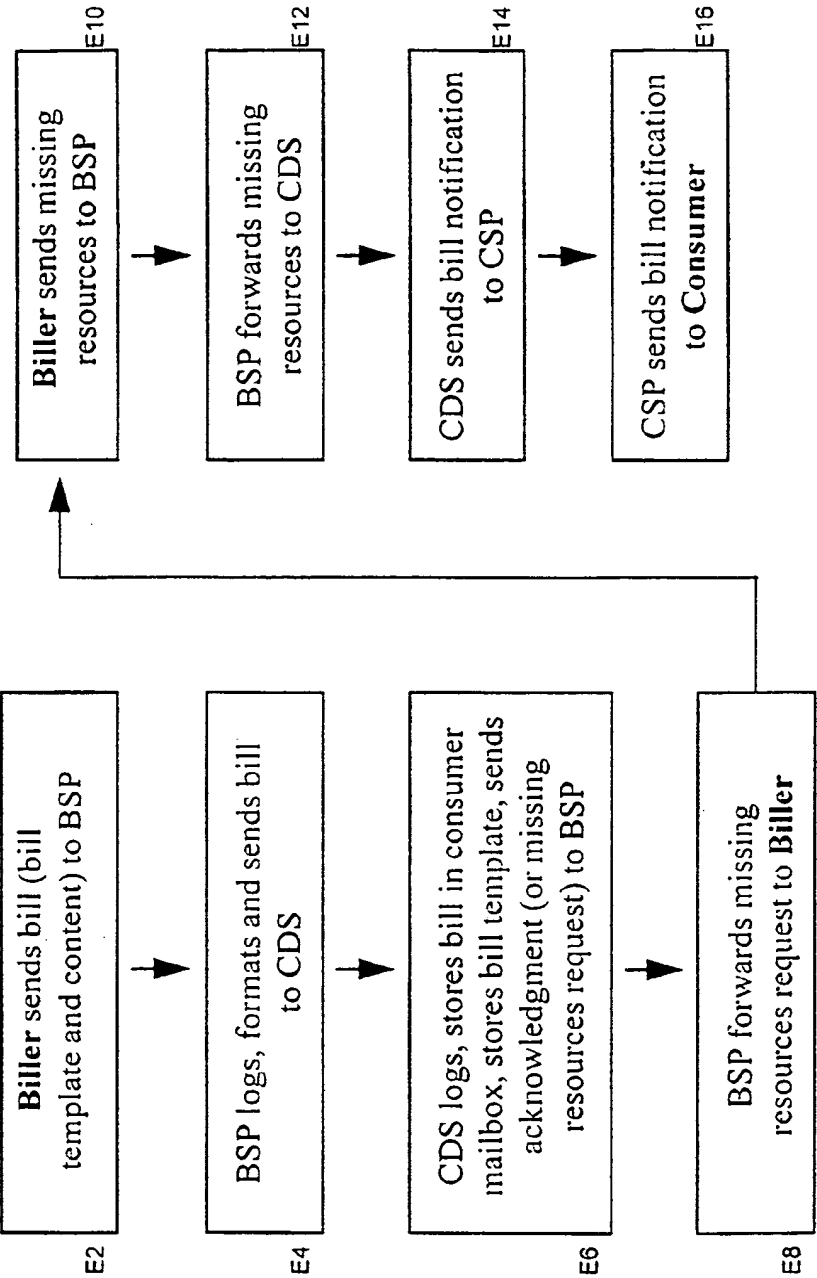 E2
Biller sends bill (bill
template and content) to BSP
E4
BSP logs, formats and sends bill
to CDS
E6
CDS logs, stores bill in consumer
mailbox, stores bill template, sends
acknowledgment (or missing
resources request) to BSP
E8
BSP forwards missing
resources request to Biller
Biller sends missing
resources to BSP
E10
BSP forwards missing
resources to CDS
E12
CDS sends bill notification
to CSP
E14
CSP sends bill notification
to Consumer
E16